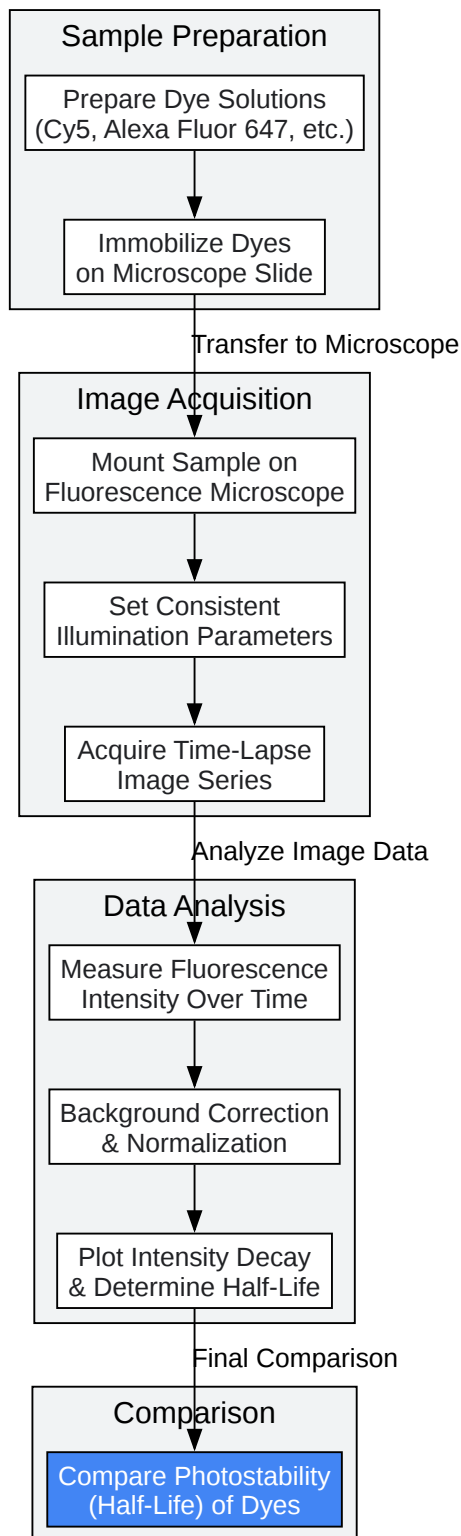 Sample Preparation
Prepare Dye Solutions
(Cy5, Alexa Fluor 647, etc.)
Immobilize Dyes
on Microscope Slide
Transfer to Microscope
Image Acquisition
Mount Sample on
Fluorescence Microscope
Set Consistent
Illumination Parameters
Acquire Time-Lapse
Image Series
Analyze Image Data
Data Analysis
Measure Fluorescence
Intensity Over Time
Background Correction
& Normalization
Plot Intensity Decay
& Determine Half-Life
Final Comparison
Comparison
Compare Photostability
(Half-Life) of Dyes